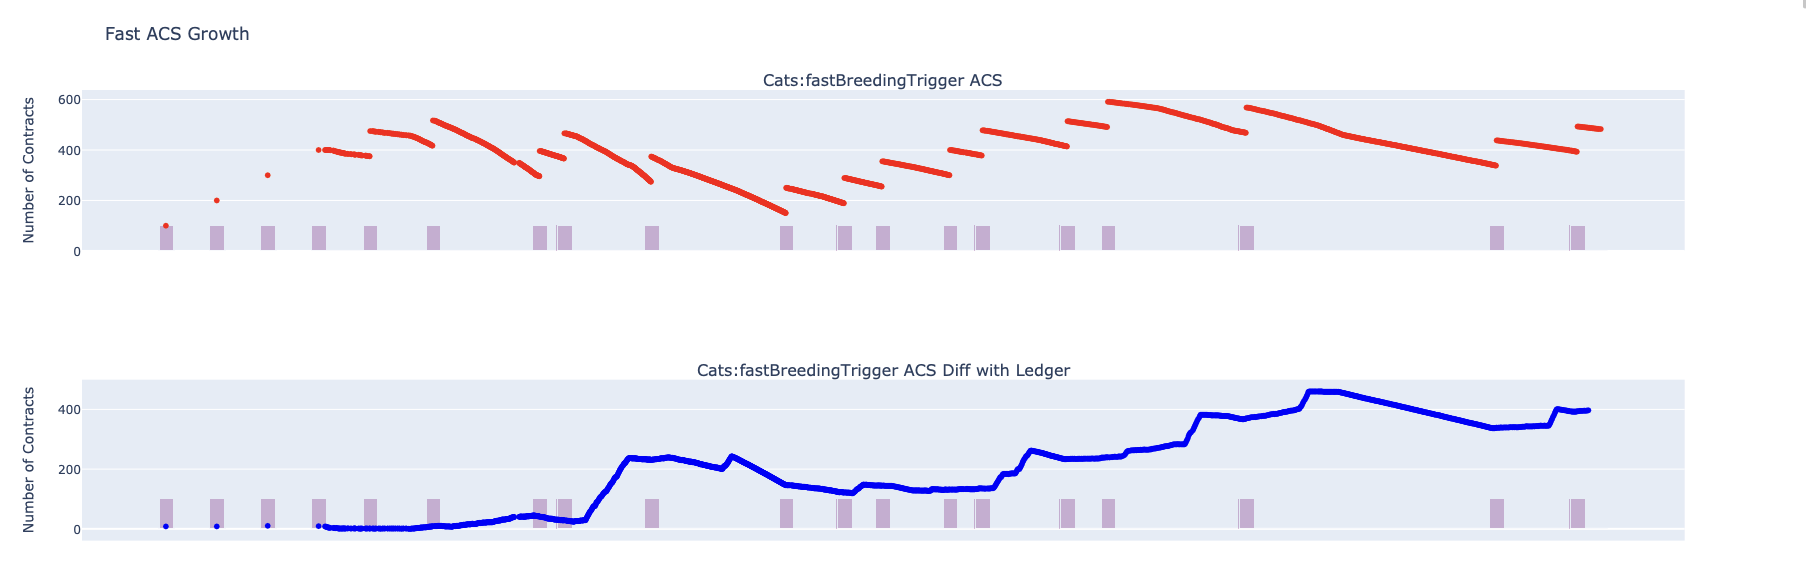 Fast ACS Growth
Cats:fastBreedingTrigger ACS
Number of Contracts
600
400
200
0
Cats:fastBreedingTrigger ACS Diff with Ledger
Number of Contracts
400
200
0